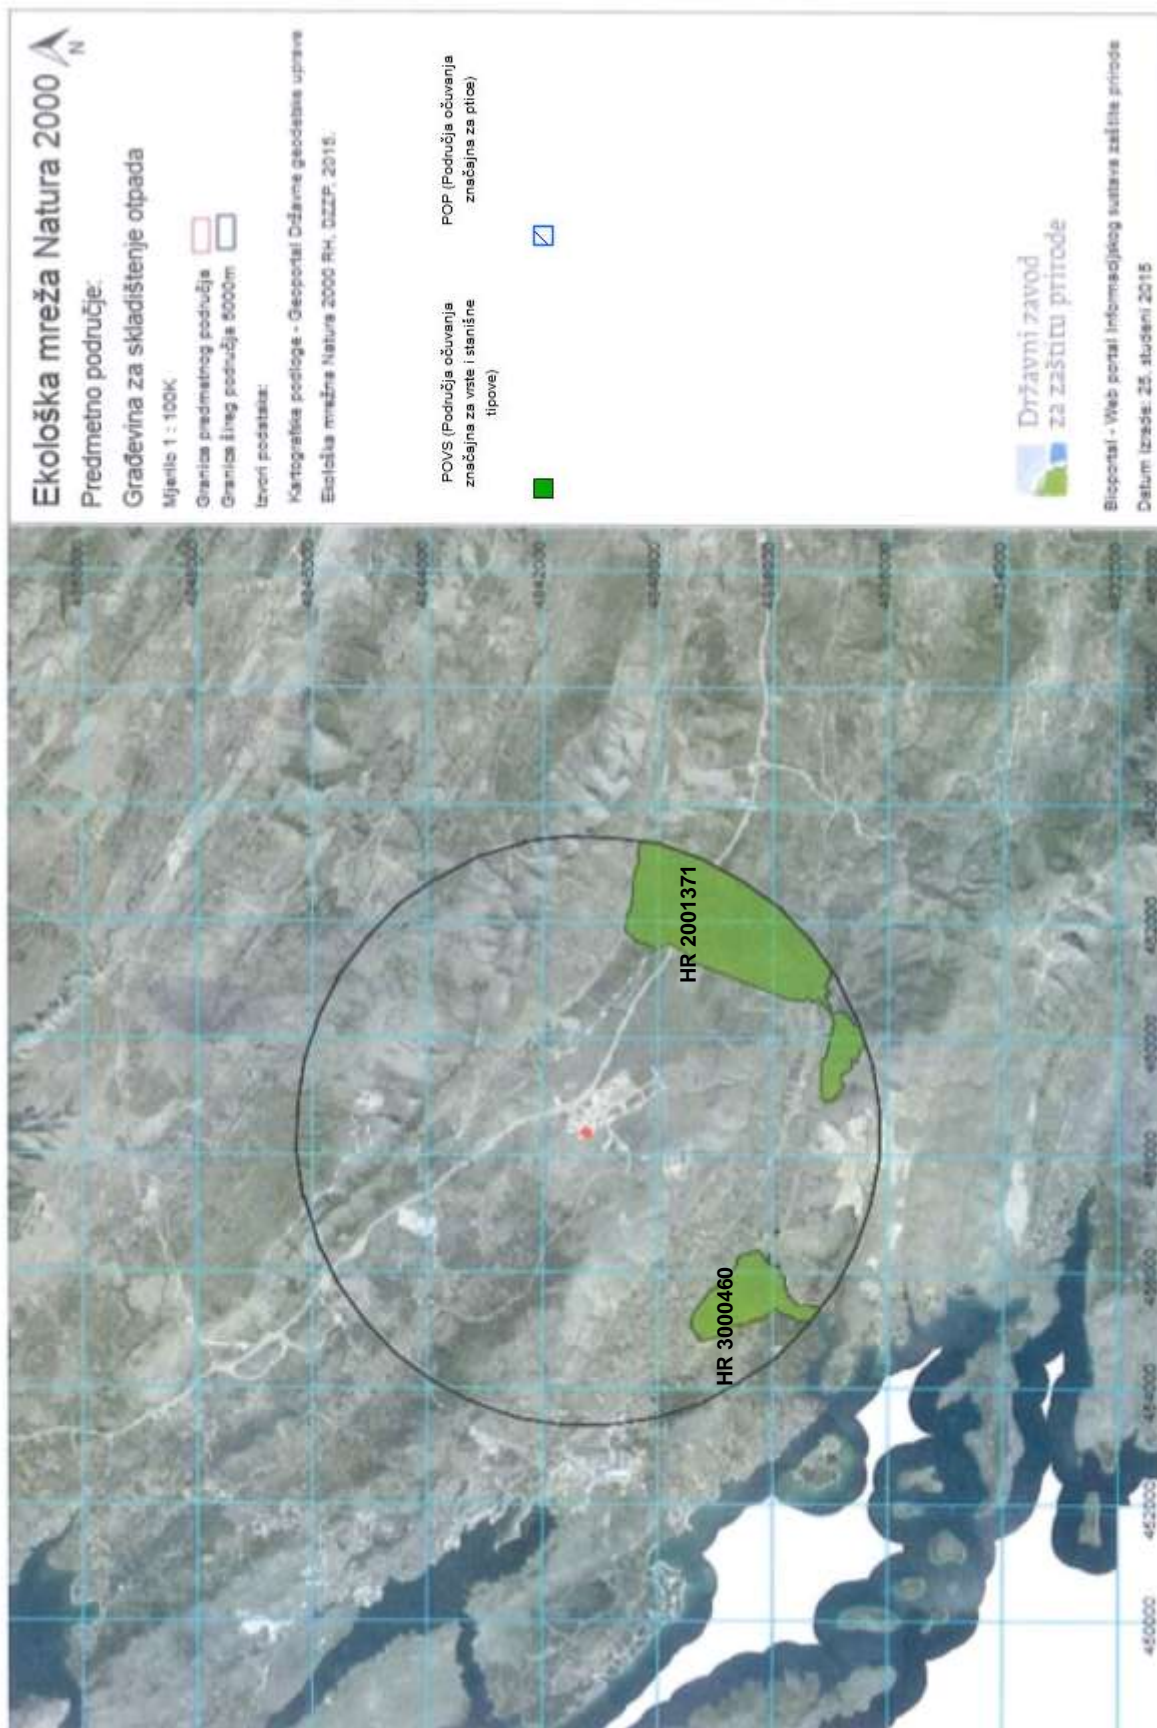 Ekološka mreža Natura 2000
N
Predmetno područje:
Građevina za skladištenje otpada
Mjerilo 1 : 100K
Granica predmetnog područja
Granica šireg područja 5000m
Izvori podataka:
Kartografska podloga - Geoportal Državne geodetske uprave
Ekološka mreža Natura 2000 RH, DZZP, 2015.
POVS (Područja očuvanja
značajna za vrste i stanišne
tipove)
POP (Područja očuvanja
značajna za ptice)
Državni zavod
za zaštitu prirode
Bioportal - Web portal Informacijskog sustava zaštite prirode
Datum izrade: 25. studeni 2015
HR 2001371
HR 3000460
450000
452000